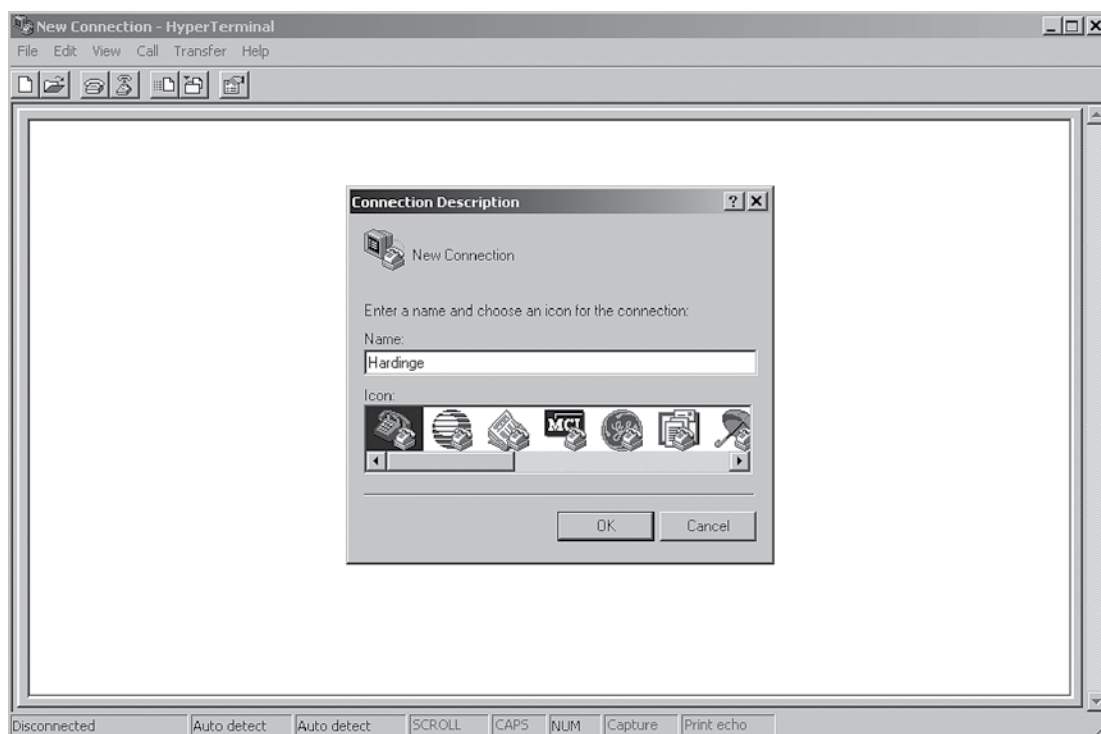 New Connection - HyperTerminal
File Edit View Call Transfer Help
Connection Description
New Connection
Enter a name and choose an icon for the connection:
Name:
Hardinge
Icon:
MCI
OK Cancel
Disconnected Auto detect Auto detect SCROLL CAPS NUM Capture Print echo